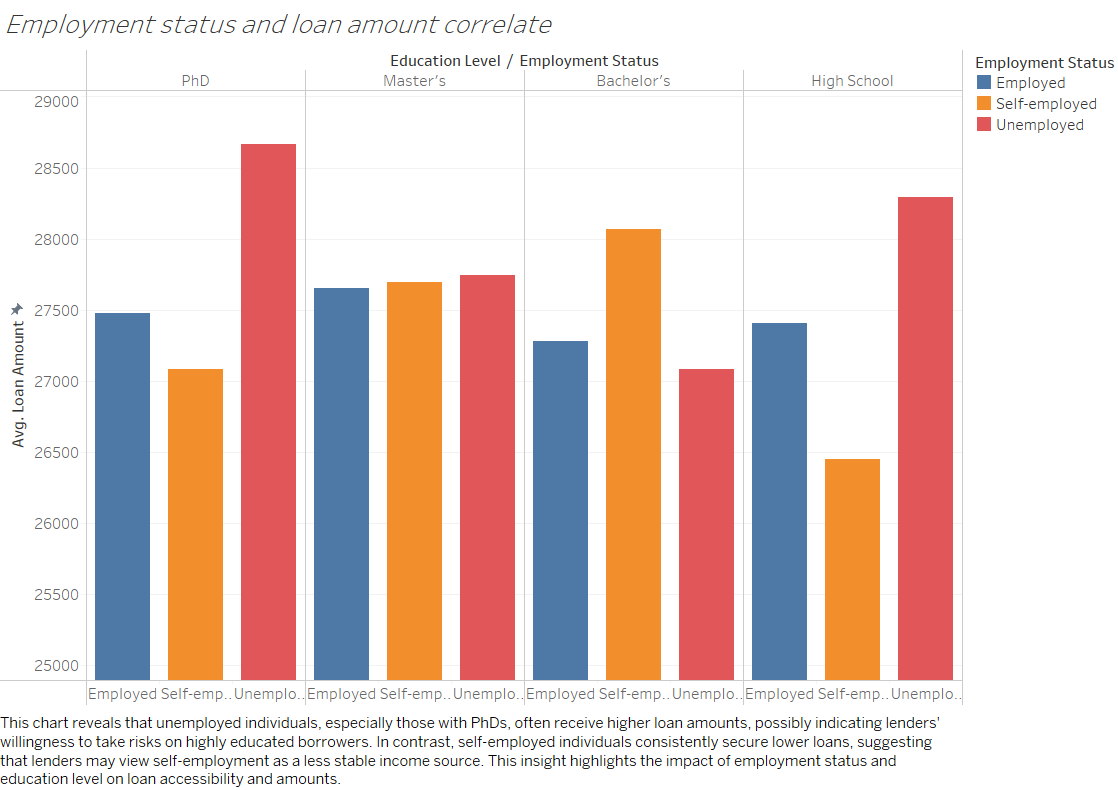 Employment status and loan amount correlate
Education Level / Employment Status
PhD Master's Bachelor's High School
Employment Status
Employed
Self-employed
Unemployed
29000
28500
28000
27500
27000
26500
26000
25500
25000
Avg. Loan Amount
Employed Self-emp.. Unemplo.. Employed Self-emp.. Unemplo.. Employed Self-emp.. Unemplo.. Employed Self-emp.. Unemplo..
This chart reveals that unemployed individuals, especially those with PhDs, often receive higher loan amounts, possibly indicating lenders'
willingness to take risks on highly educated borrowers. In contrast, self-employed individuals consistently secure lower loans, suggesting
that lenders may view self-employment as a less stable income source. This insight highlights the impact of employment status and
education level on loan accessibility and amounts.